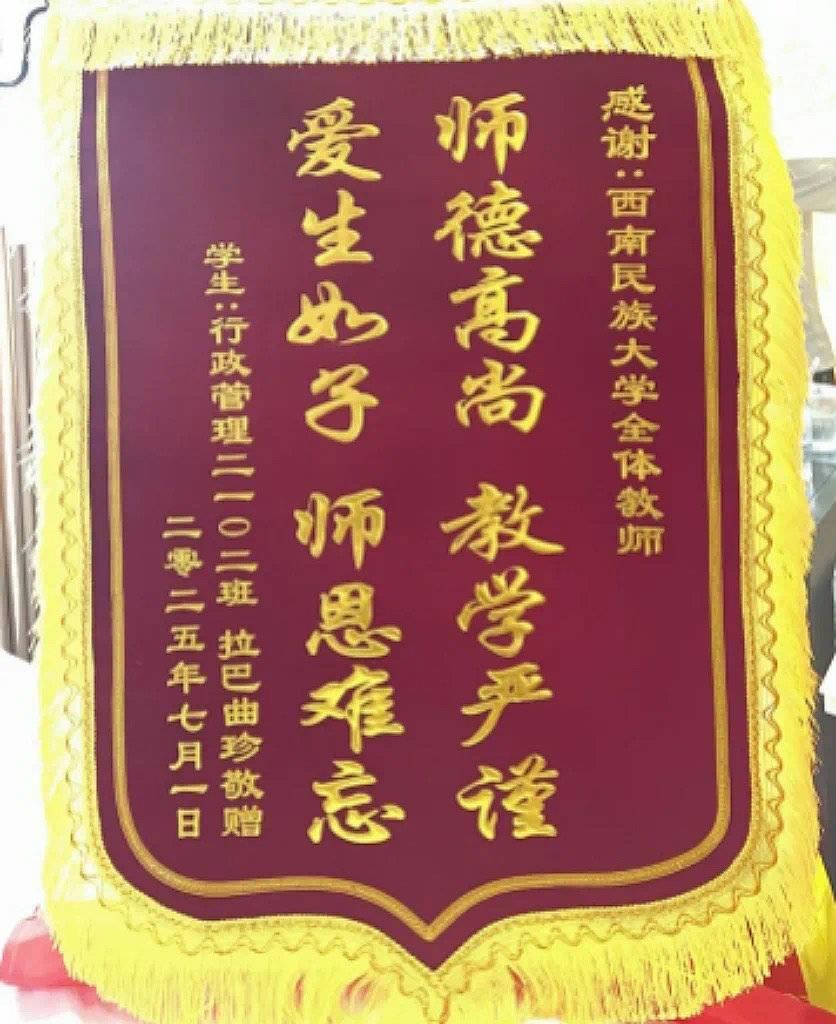 感谢:西南民族大学全体教师
师德高尚 教学严谨
爱生如子 师恩难忘
学生:行政管理二一〇二班 拉巴曲珍敬赠
二零二五年七月一日